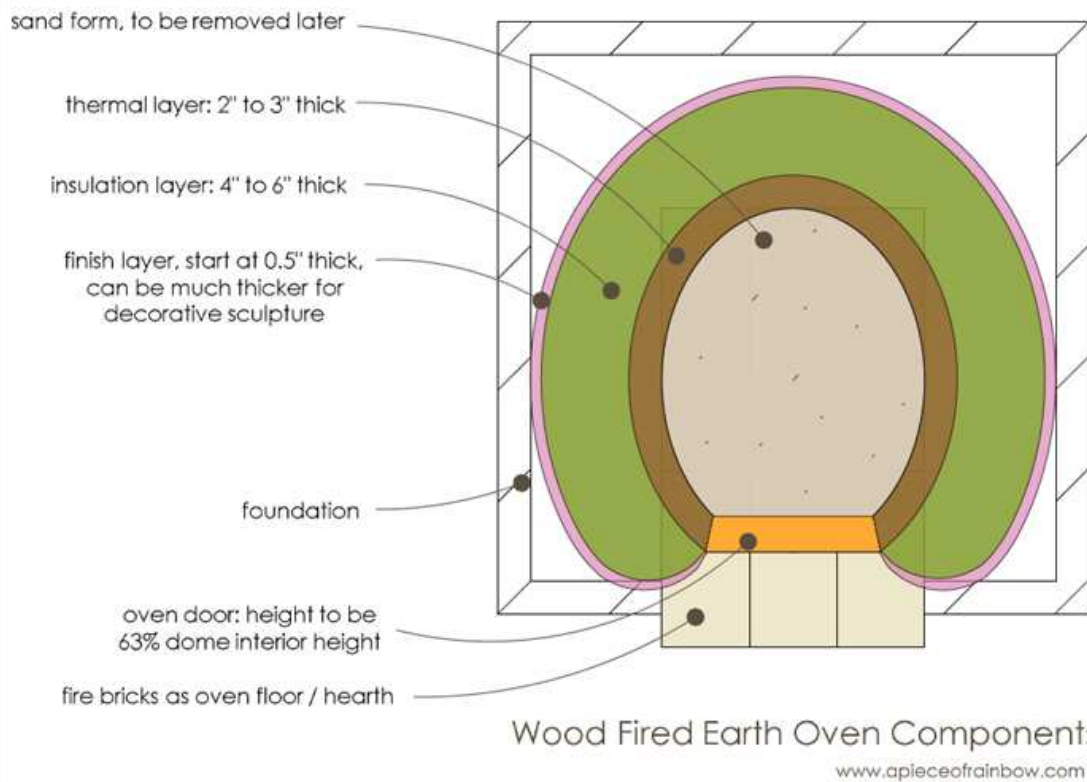 sand form, to be removed later
thermal layer: 2" to 3" thick
insulation layer: 4" to 6" thick
finish layer, start at 0.5" thick,
can be much thicker for
decorative sculpture
foundation
oven door: height to be
63% dome interior height
fire bricks as oven floor / hearth
Wood Fired Earth Oven Component
www.apieceofrainbow.com